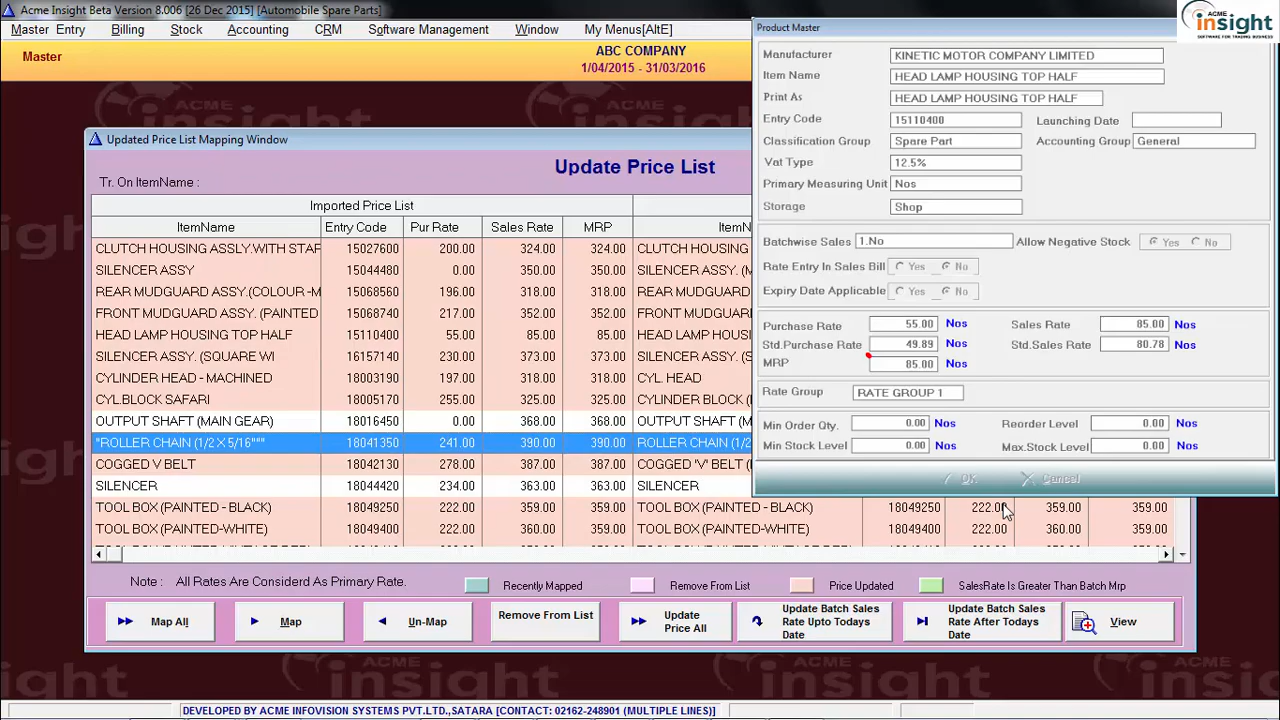 Acme Insight Beta Version 8.006 [26 Dec 2015] [Automobile Spare Parts]
ACME
insight
SOFTWARE FOR TRADING BUSINESS
Master Entry Billing Stock Accounting CRM Software Management Window My Menus[AltE]
Master
ABC COMPANY
1/04/2015 - 31/03/2016
Product Master
Manufacturer KINETIC MOTOR COMPANY LIMITED
Item Name HEAD LAMP HOUSING TOP HALF
Print As HEAD LAMP HOUSING TOP HALF
Entry Code 15110400 Launching Date
Classification Group Spare Part Accounting Group General
Vat Type 12.5%
Primary Measuring Unit Nos
Storage Shop
Batchwise Sales 1.No Allow Negative Stock Yes No
Rate Entry In Sales Bill Yes No
Expiry Date Applicable Yes No
Purchase Rate 55.00 Nos Sales Rate 85.00 Nos
Std.Purchase Rate 49.89 Nos Std.Sales Rate 80.78 Nos
MRP 85.00 Nos
Rate Group RATE GROUP 1
Min Order Qty. 0.00 Nos Reorder Level 0.00 Nos
Min Stock Level 0.00 Nos Max.Stock Level 0.00 Nos
OK Cancel
Updated Price List Mapping Window
Update Price List
Tr. On ItemName :
Imported Price List
ItemName Entry Code Pur Rate Sales Rate MRP ItemN
CLUTCH HOUSING ASSLY.WITH STAR 15027600 200.00 324.00 324.00 CLUTCH HOUSING
SILENCER ASSY 15044480 0.00 350.00 350.00 SILENCER ASSY. (M
REAR MUDGUARD ASSY.(COLOUR -M 15068560 196.00 318.00 318.00 REAR MUDGUARD
FRONT MUDGUARD ASSY. (PAINTED 15068740 217.00 352.00 352.00 FRONT MUDGUARD
HEAD LAMP HOUSING TOP HALF 15110400 55.00 85.00 85.00 HEAD LAMP HOUSI
SILENCER ASSY. (SQUARE WI 16157140 230.00 373.00 373.00 SILENCER ASSY. (S
CYLINDER HEAD - MACHINED 18003190 197.00 318.00 318.00 CYL. HEAD
CYL.BLOCK 18005170 255.00 325.00 325.00 CYLINDER BLOCK (
OUTPUT SHAFT (MAIN GEAR) 18016450 0.00 368.00 368.00 OUTPUT SHAFT (M
"ROLLER CHAIN (1/2 X 5/16""" 18041350 241.00 390.00 390.00 ROLLER CHAIN (1/2
COGGED V BELT 18042130 278.00 387.00 387.00 COGGED 'V' BELT (
SILENCER 18044420 234.00 363.00 363.00 SILENCER
TOOL BOX (PAINTED - BLACK) 18049250 222.00 359.00 359.00 TOOL BOX (PAINTED - BLACK) 18049250 222.00 359.00 359.00
TOOL BOX (PAINTED-WHITE) 18049400 222.00 360.00 360.00 TOOL BOX (PAINTED-WHITE) 18049400 222.00 360.00 359.00
Note : All Rates Are Considerd As Primary Rate. Recently Mapped Remove From List Price Updated SalesRate Is Greater Than Batch Mrp
Map All
Map
Un-Map
Remove From List
Update Price All
Update Batch Sales Rate Upto Todays Date
Update Batch Sales Rate After Todays Date
View
DEVELOPED BY ACME INFOVISION SYSTEMS PVT.LTD.,SATARA [CONTACT: 02162-248901 (MULTIPLE LINES)]